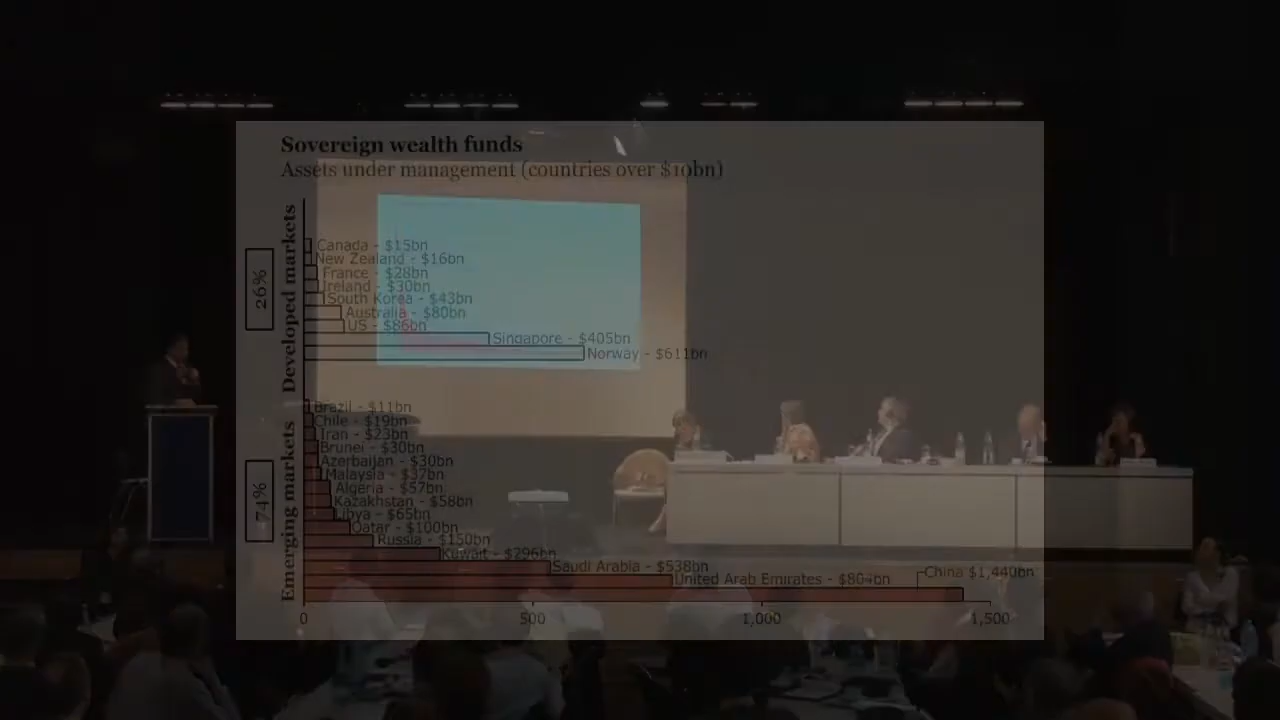 Sovereign wealth funds
Assets under management (countries over $10bn)
Developed markets
26%
Canada - $15bn
New Zealand - $16bn
France - $28bn
Ireland - $30bn
South Korea - $43bn
Australia - $80bn
US - $86bn
Singapore - $405bn
Norway - $611bn
Emerging markets
74%
Brazil - $11bn
Chile - $19bn
Iran - $23bn
Brunei - $30bn
Azerbaijan - $30bn
Malaysia - $37bn
Algeria - $57bn
Kazakhstan - $58bn
Libya - $65bn
Qatar - $100bn
Russia - $150bn
Kuwait - $296bn
Saudi Arabia - $538bn
United Arab Emirates - $804bn
China $1,440bn
0 500 1,000 1,500